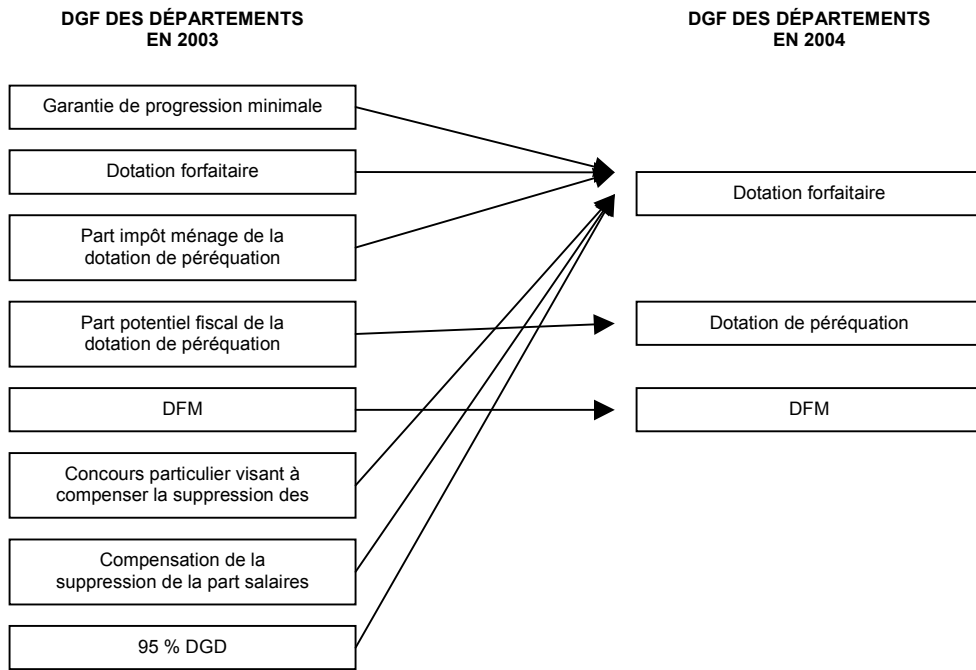 DGF DES DÉPARTEMENTS
EN 2003
DGF DES DÉPARTEMENTS
EN 2004
Garantie de progression minimale
Dotation forfaitaire
Part impôt ménage de la
dotation de péréquation
Part potentiel fiscal de la
dotation de péréquation
DFM
Concours particulier visant à
compenser la suppression des
Compensation de la
suppression de la part salaires
95 % DGD
Dotation forfaitaire
Dotation de péréquation
DFM